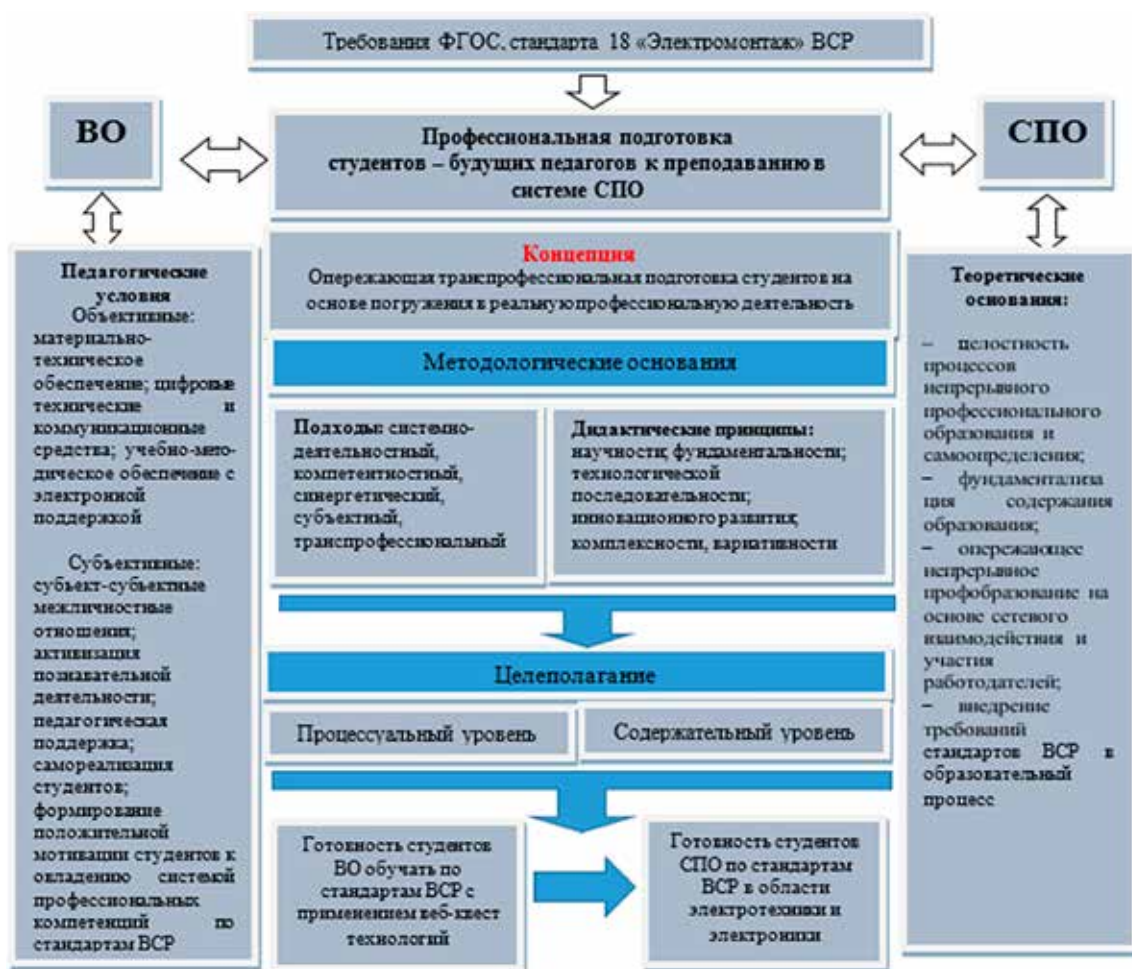 Требования ФГОС, стандарта 18 «Электромонтаж» ВСР
ВО
Профессиональная подготовка
студентов – будущих педагогов к преподаванию в
системе СПО
СПО
Педагогические
условия
Объективные:
материально-
техническое
обеспечение; цифровые
технические и
коммуникационные
средства; учебно-мето-
дическое обеспечение с
электронной
поддержкой
Субъективные:
субъект-субъектные
межличностные
отношения;
активизация
познавательной
деятельности;
педагогическая
поддержка;
самореализация
студентов;
формирование
положительной
мотивации студентов к
овладению системой
профессиональных
компетенций по
стандартам ВСР
Концепция
Опережающая транспрофессиональная подготовка студентов на
основе погружения в реальную профессиональную деятельность
Методологические основания
Подходы: системно-
деятельностный,
компетентностный,
синергетический,
субъектный,
транспрофессиональный
Дидактические принципы:
научности; фундаментальности;
технологической
последовательности;
инновационного развития;
комплексности, вариативности
Целеполагание
Процессуальный уровень
Содержательный уровень
Готовность студентов
ВО обучать по
стандартам ВСР с
применением веб-квест
технологий
Готовность студентов
СПО по стандартам
ВСР в области
электротехники и
электроники
Теоретические
основания:
– целостность
процессов
непрерывного
профессионального
образования и
самоопределения;
– фундаментализа
ция содержания
образования;
– опережающее
непрерывное
профобразование на
основе сетевого
взаимодействия и
участия
работодателей;
– внедрение
требований
стандартов ВСР в
образовательный
процесс